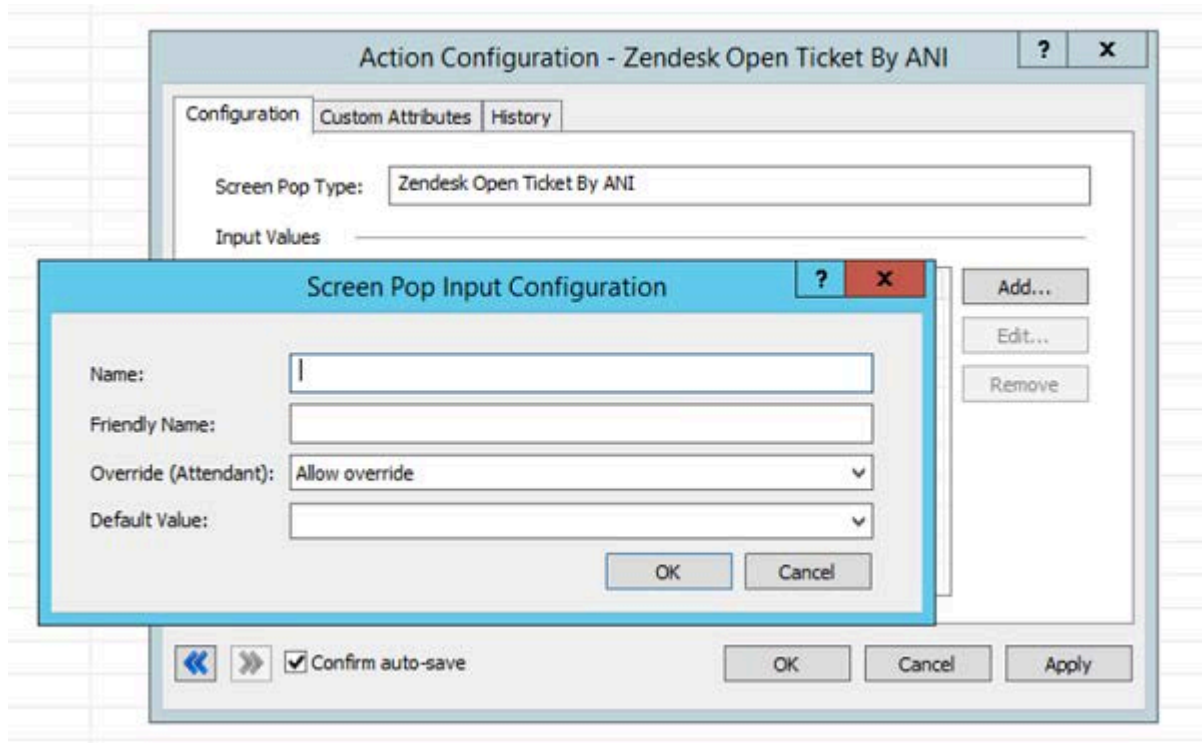 Action Configuration - Zendesk Open Ticket By ANI ? x
Configuration Custom Attributes History
Screen Pop Type: Zendesk Open Ticket By ANI
Input Values
Screen Pop Input Configuration ? x
Add...
Edit...
Remove
Name:
Friendly Name:
Override (Attendant): Allow override
Default Value:
OK Cancel
Confirm auto-save OK Cancel Apply